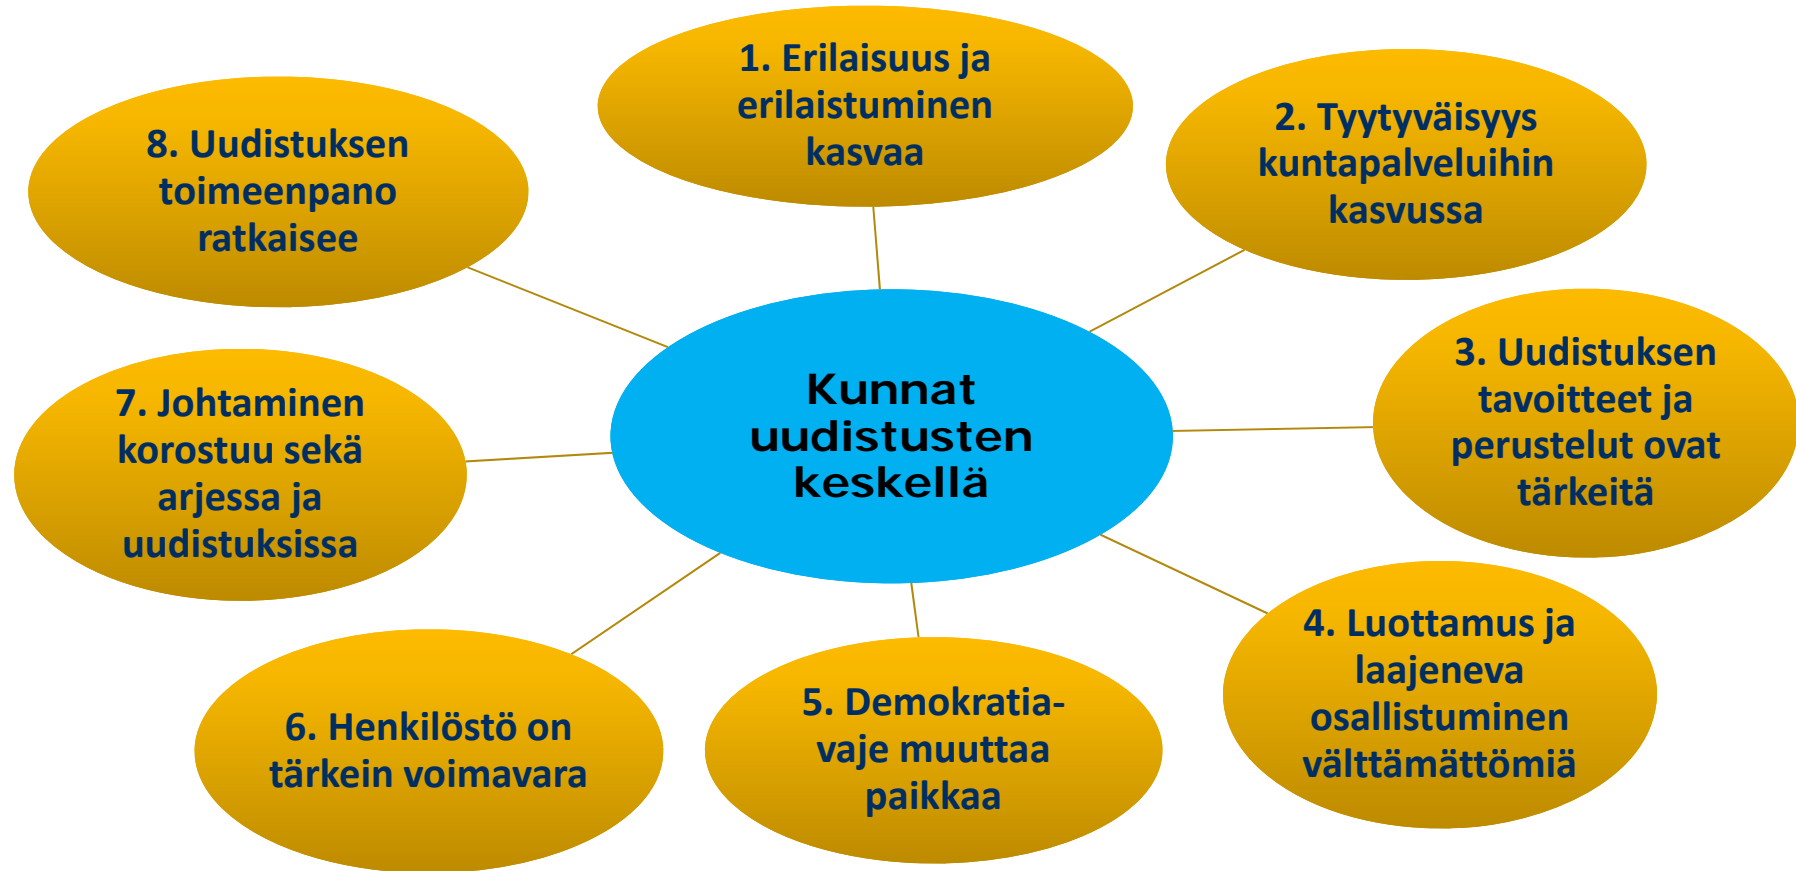 1. Erilaisuus ja
erilaistuminen
kasvaa
2. Tyytyväisyys
kuntapalveluihin
kasvussa
3. Uudistuksen
tavoitteet ja
perustelut ovat
tärkeitä
4. Luottamus ja
laajeneva
osallistuminen
välttämättömiä
5. Demokratia-
vaje muuttaa
paikkaa
6. Henkilöstö on
tärkein voimavara
7. Johtaminen
korostuu sekä
arjessa ja
uudistuksissa
8. Uudistuksen
toimeenpano
ratkaisee
Kunnat
uudistusten
keskellä